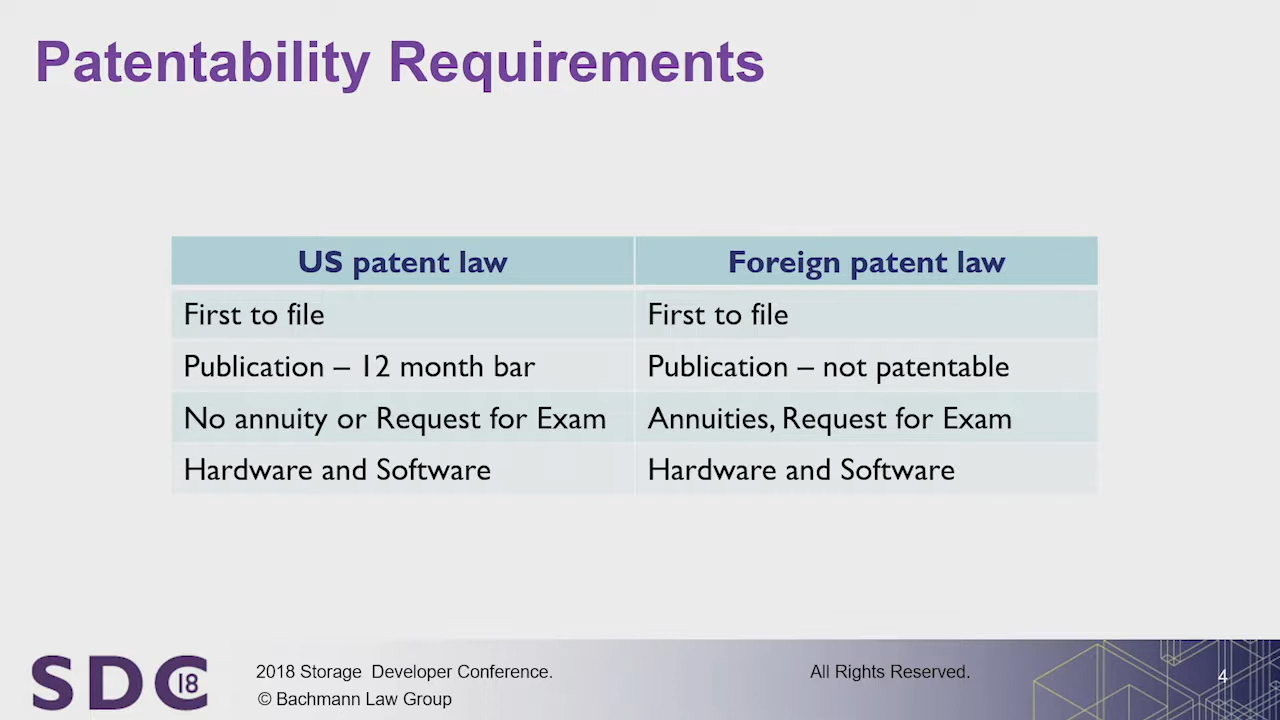 Patentability Requirements
US patent law
Foreign patent law
First to file
First to file
Publication – 12 month bar
Publication – not patentable
No annuity or Request for Exam
Annuities, Request for Exam
Hardware and Software
Hardware and Software
SDC 18
2018 Storage Developer Conference.
© Bachmann Law Group
All Rights Reserved.
4